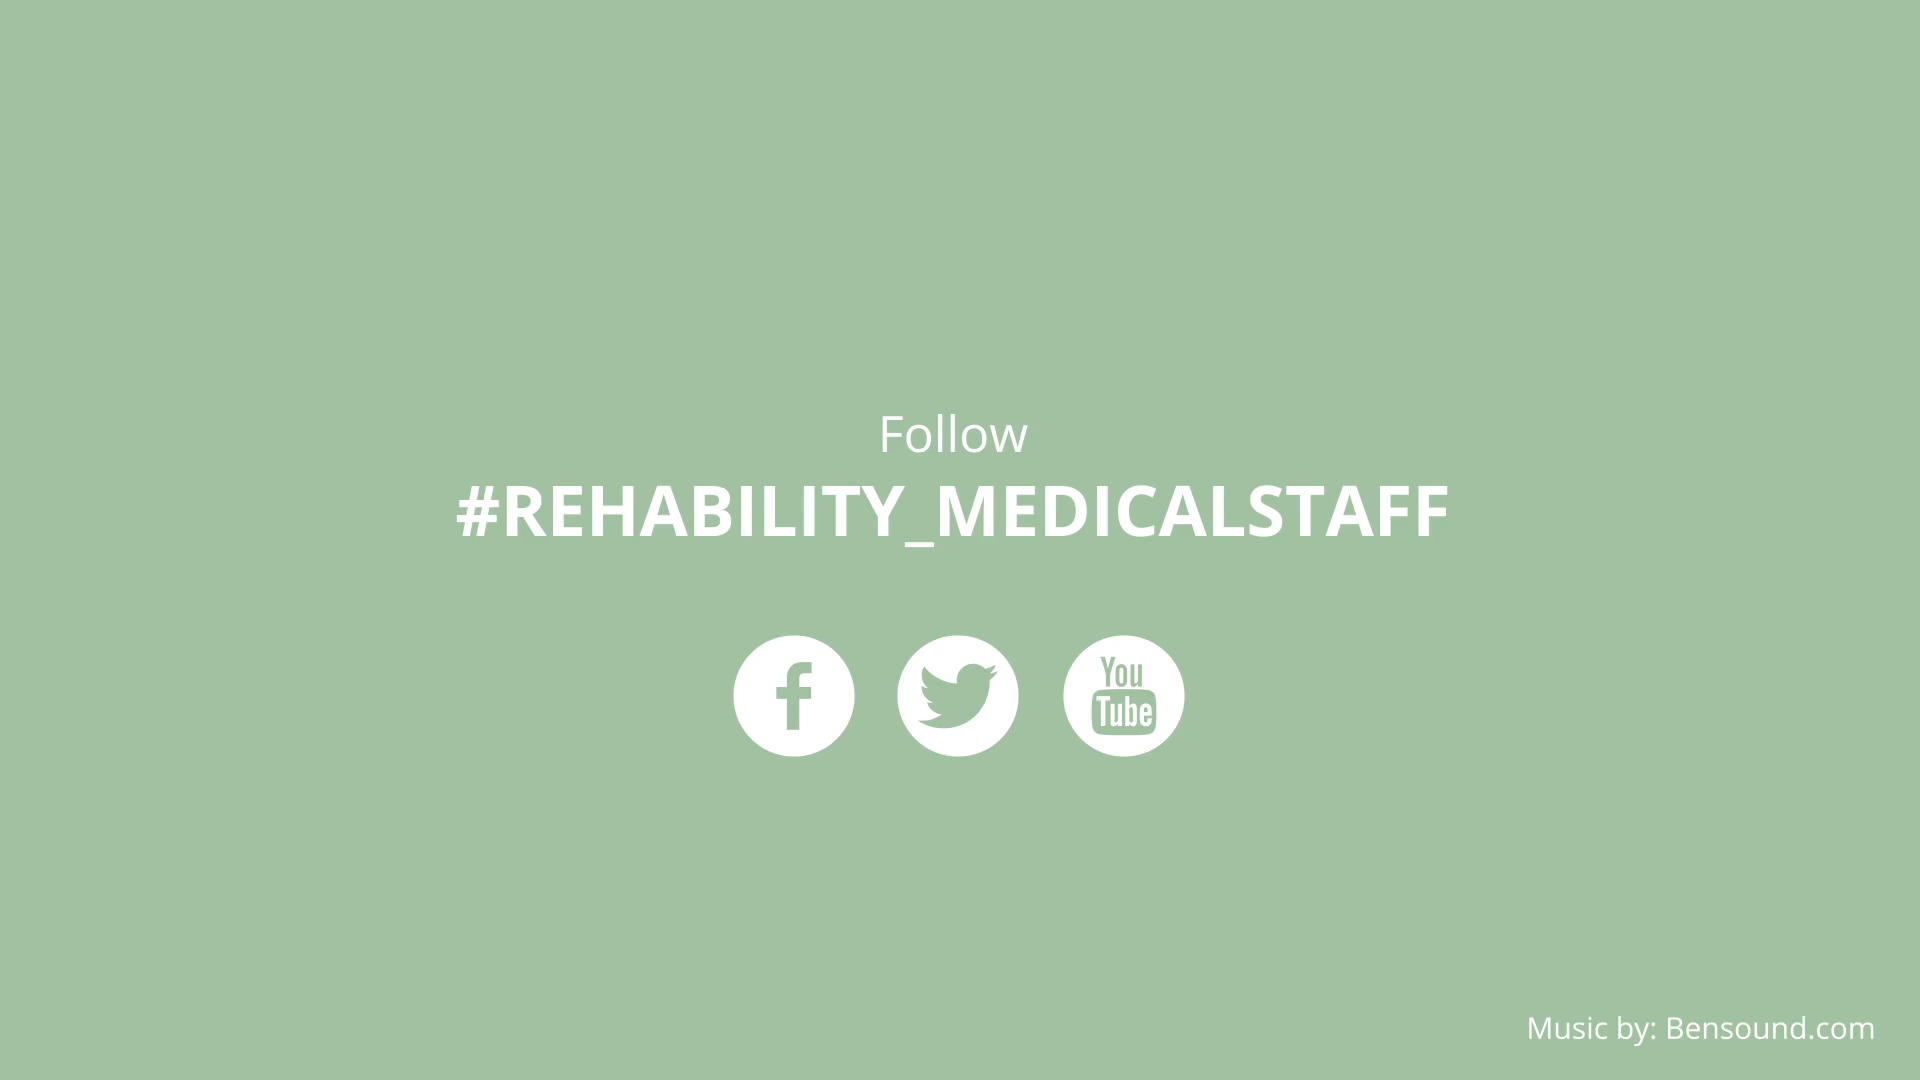 Follow
#REHABILITY_MEDICALSTAFF
f
You
Tube
Music by: Bensound.com